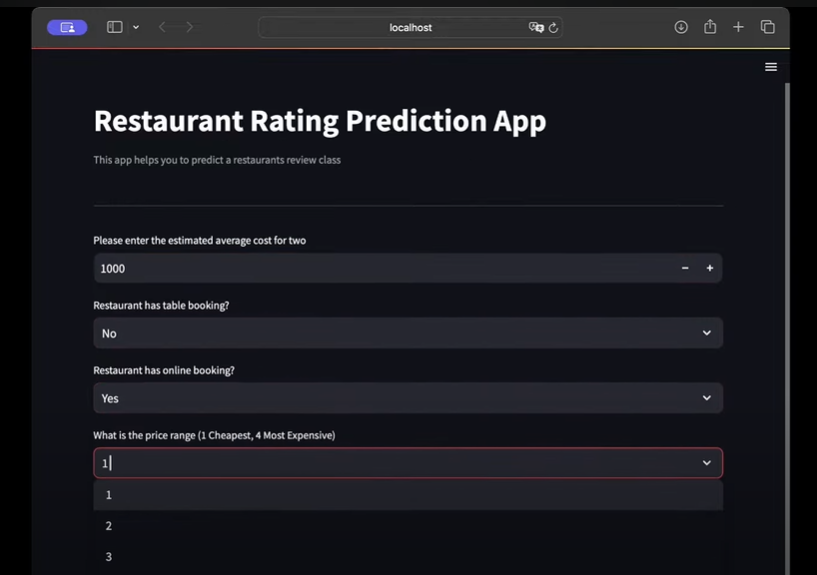 localhost
Restaurant Rating Prediction App
This app helps you to predict a restaurants review class
Please enter the estimated average cost for two
1000
Restaurant has table booking?
No
Restaurant has online booking?
Yes
What is the price range (1 Cheapest, 4 Most Expensive)
1
1
2
3